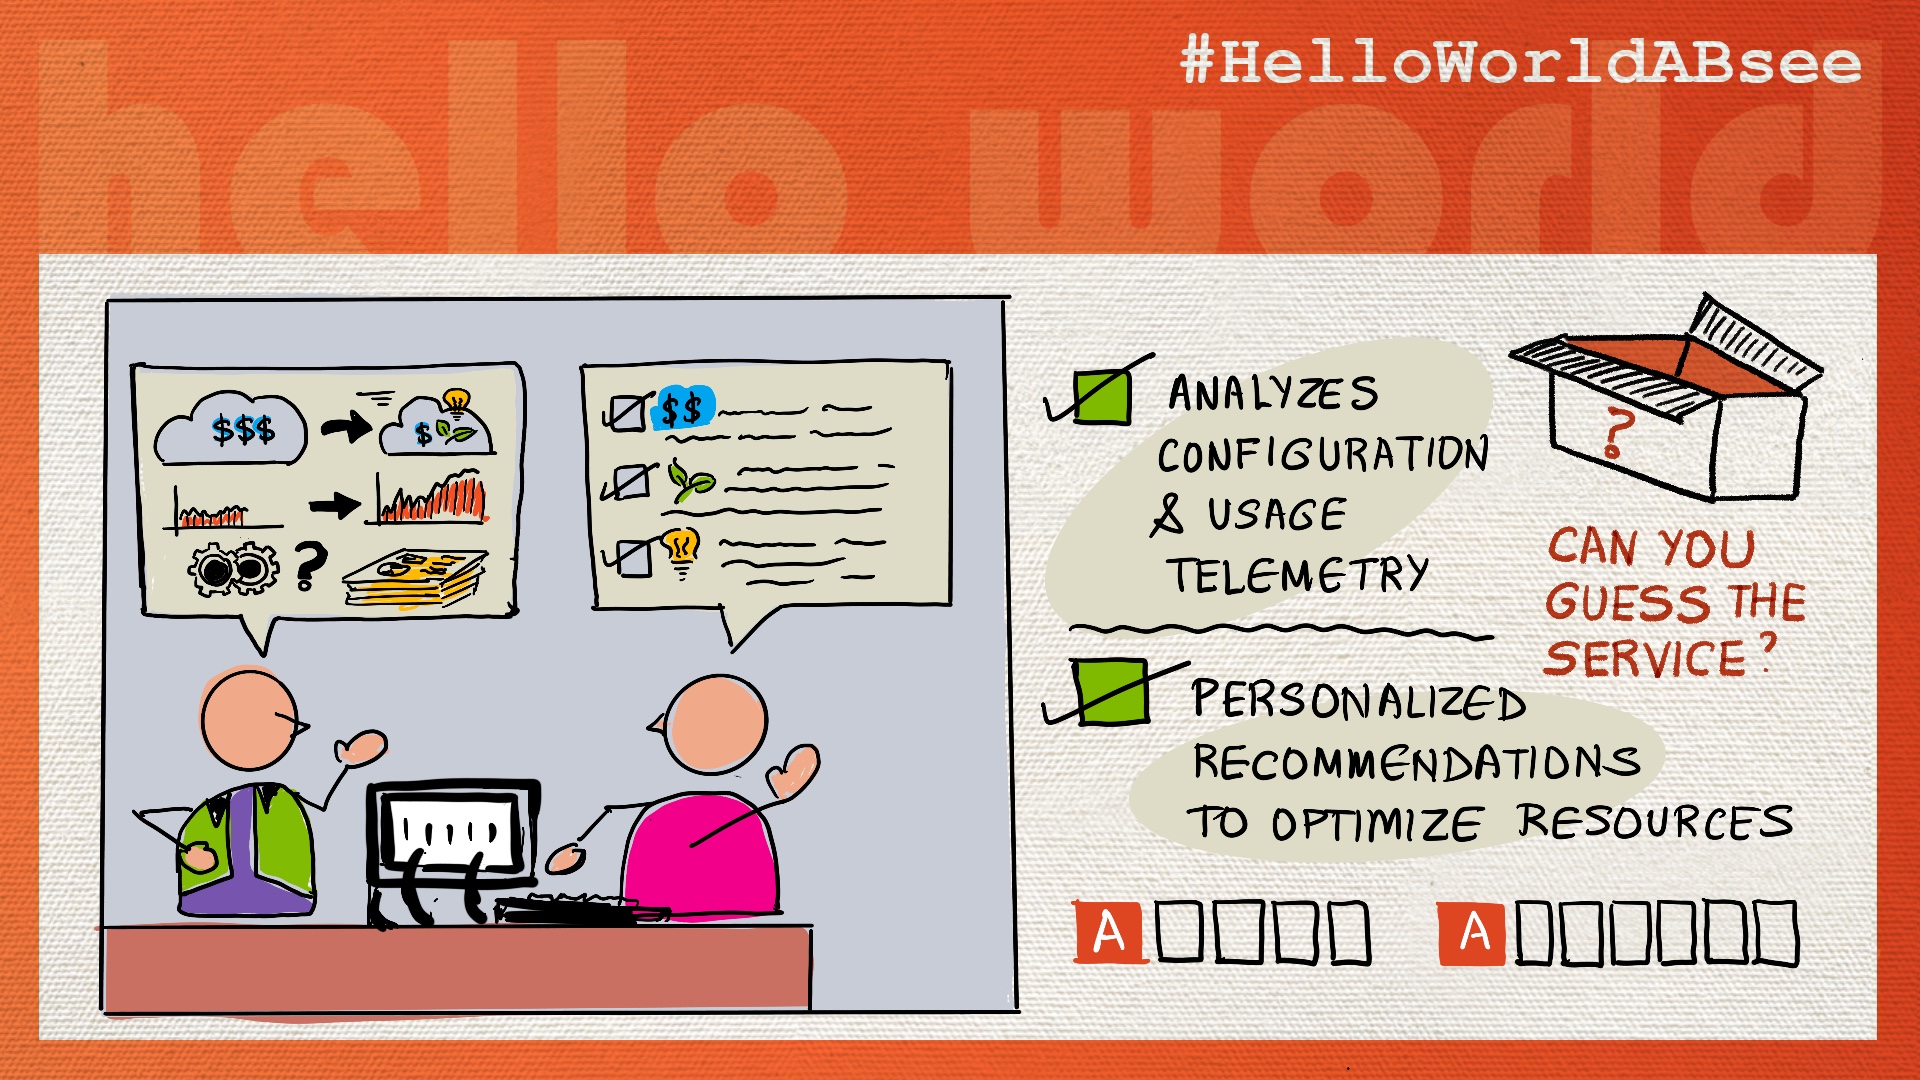 #HelloWorldABsee
hello world
$$$
$
?
$$
ANALYZES
CONFIGURATION
& USAGE
TELEMETRY
?
CAN YOU
GUESS THE
SERVICE?
PERSONALIZED
RECOMMENDATIONS
TO OPTIMIZE RESOURCES
A
A